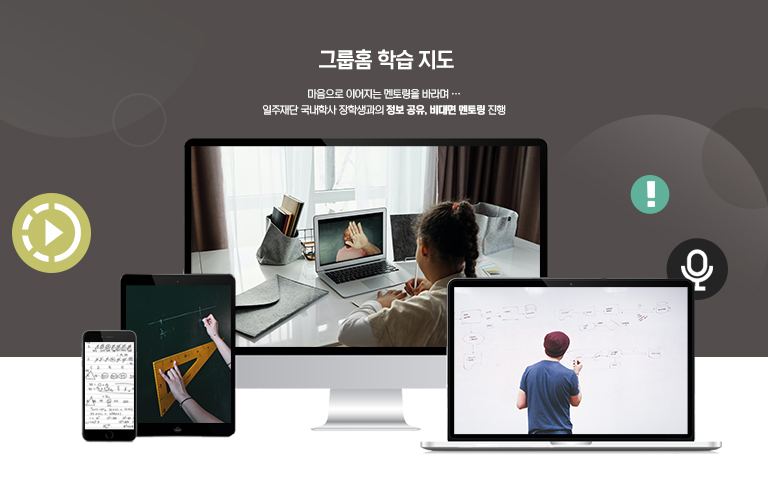 그룹홈 학습 지도
마음으로 이어지는 멘토링을 바라며 …
일주재단 국내학사 장학생과의 정보 공유, 비대면 멘토링 진행